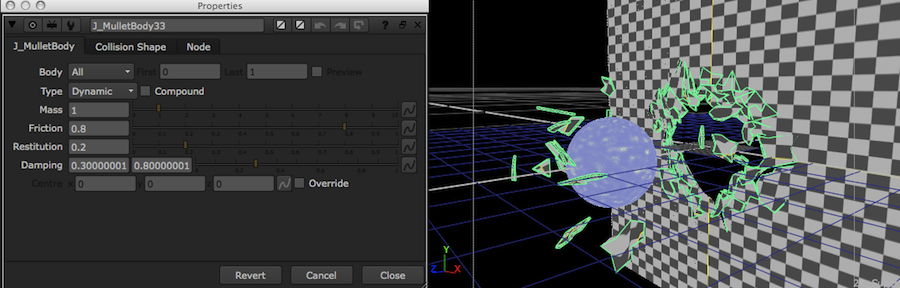 Properties
J_MulletBody33 ?
J_MulletBody Collision Shape Node
Body All First 0 Last 1 Preview
Type Dynamic Compound
Mass 1
Friction 0.8
Restitution 0.2
Damping 0.30000001 0.80000001
Centre x 0 y 0 z 0 Override
Revert Cancel Close
Y
Z X